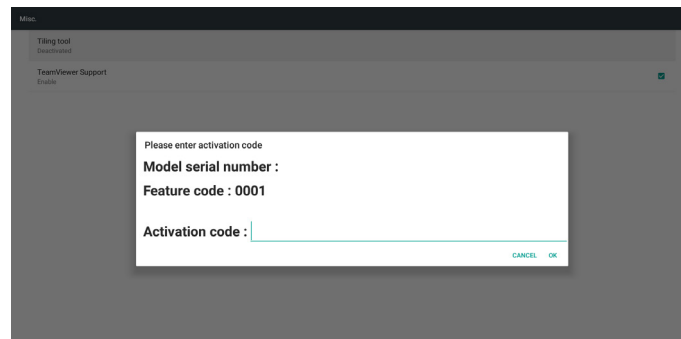 Misc.
Tiling tool
Deactivated
TeamViewer Support
Enable
Please enter activation code
Model serial number :
Feature code : 0001
Activation code :
CANCEL OK